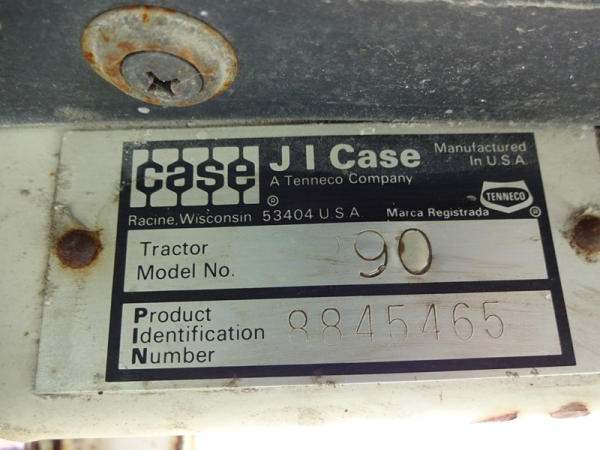 case
J I Case
A Tenneco Company
Manufactured
In U.S.A.
TENNECO
®
®
Racine, Wisconsin 53404 U S A
Marca Registrada
Tractor
Model No.
90
Product
Identification
Number
8845465